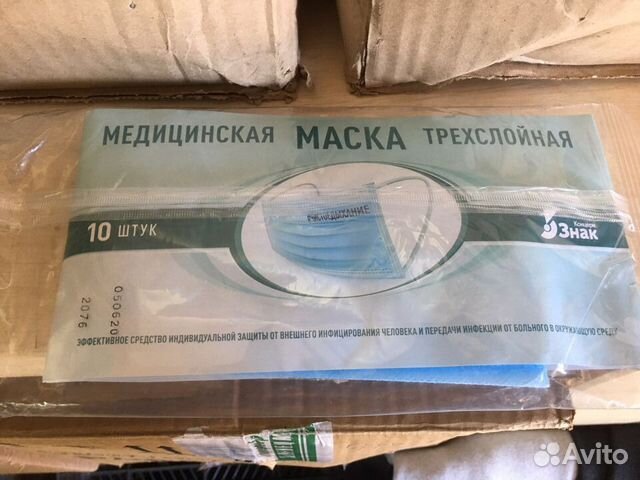 МЕДИЦИНСКАЯ МАСКА ТРЕХСЛОЙНАЯ
10 ШТУК
Концерн
Знак
050620
2076
ЭФФЕКТИВНОЕ СРЕДСТВО ИНДИВИДУАЛЬНОЙ ЗАЩИТЫ ОТ ВНЕШНЕГО ИНФИЦИРОВАНИЯ ЧЕЛОВЕКА И ПЕРЕДАЧИ ИНФЕКЦИИ ОТ БОЛЬНОГО В ОКРУЖАЮЩУЮ СРЕДУ
Avito